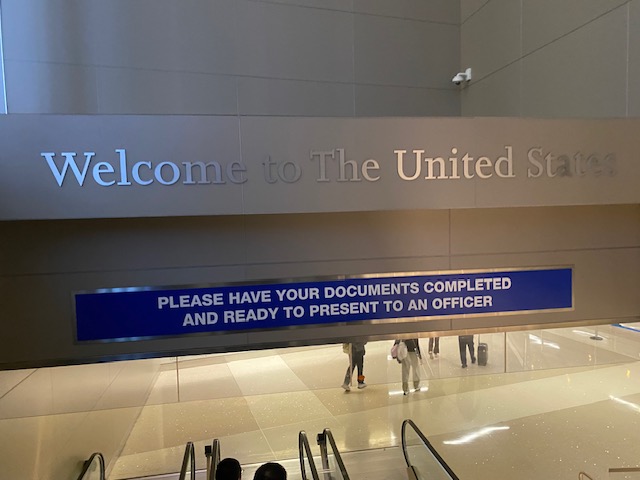 Welcome to The United States
PLEASE HAVE YOUR DOCUMENTS COMPLETED
AND READY TO PRESENT TO AN OFFICER